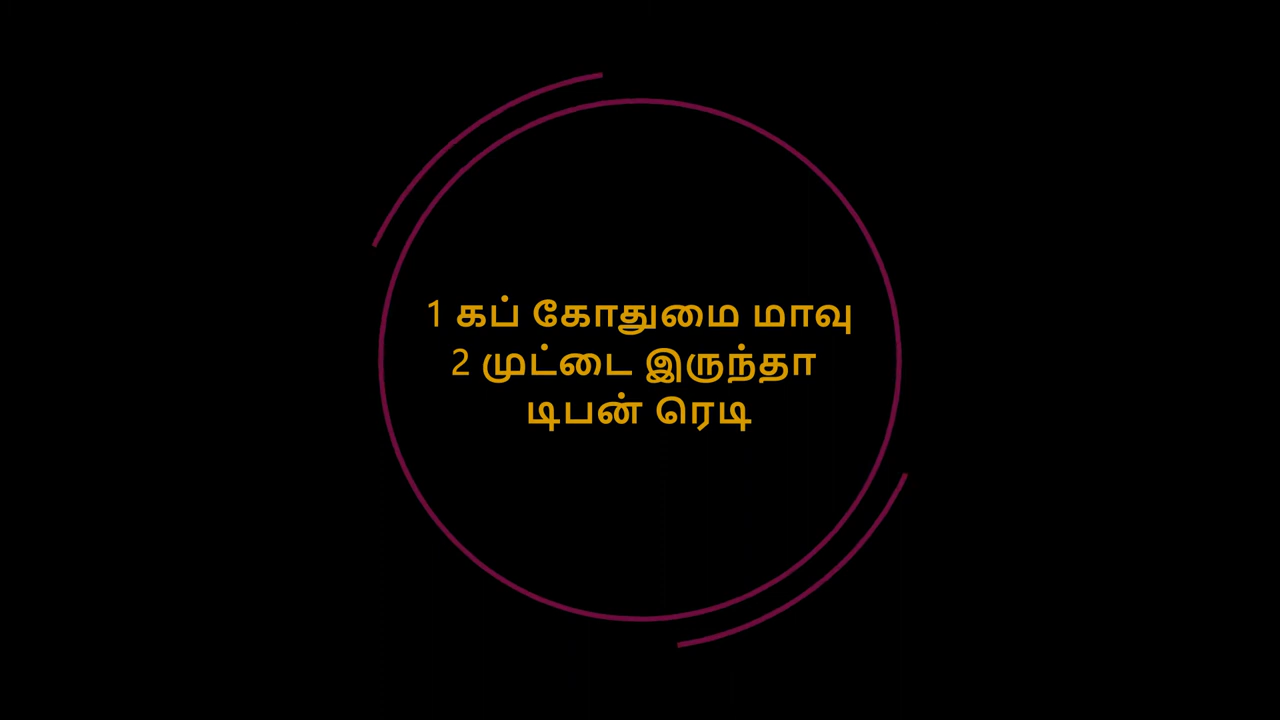 1 கப் கோதுமை மாவு
2 முட்டை இருந்தா
டிபன் ரெடி